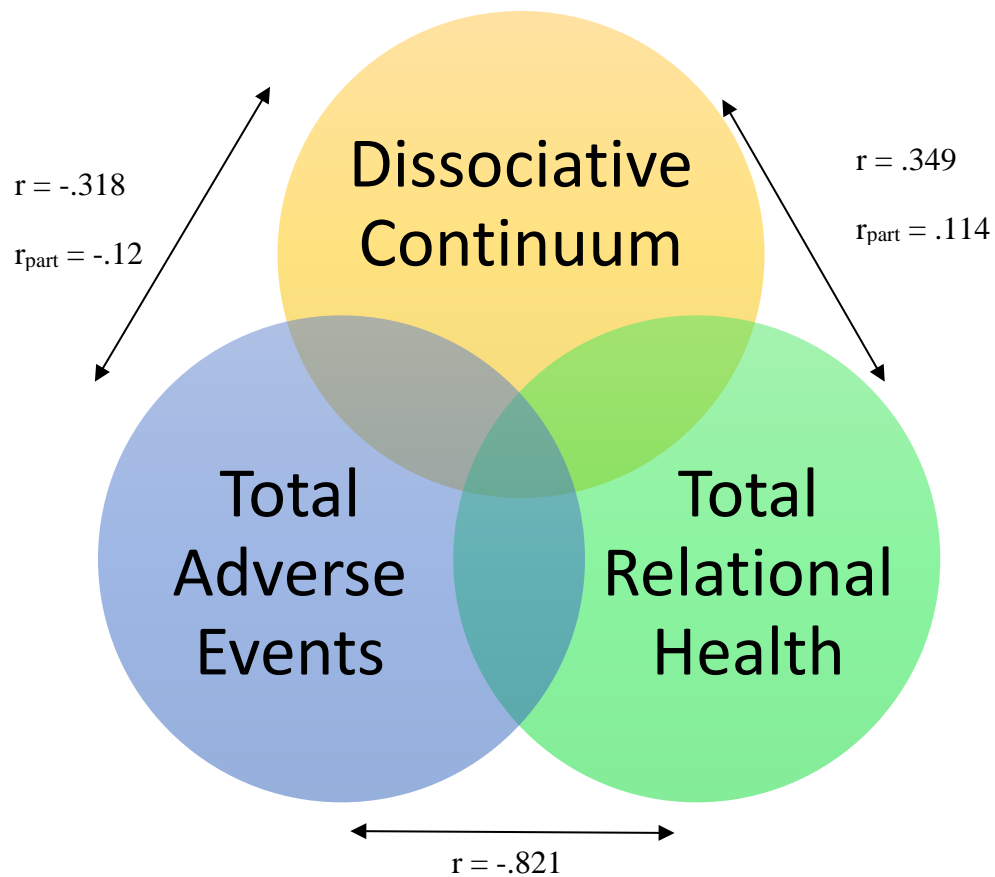 Dissociative
Continuum
r = -.318
r = .349
rpart = -.12
rpart = .114
Total
Adverse
Events
Total
Relational
Health
r = -.821